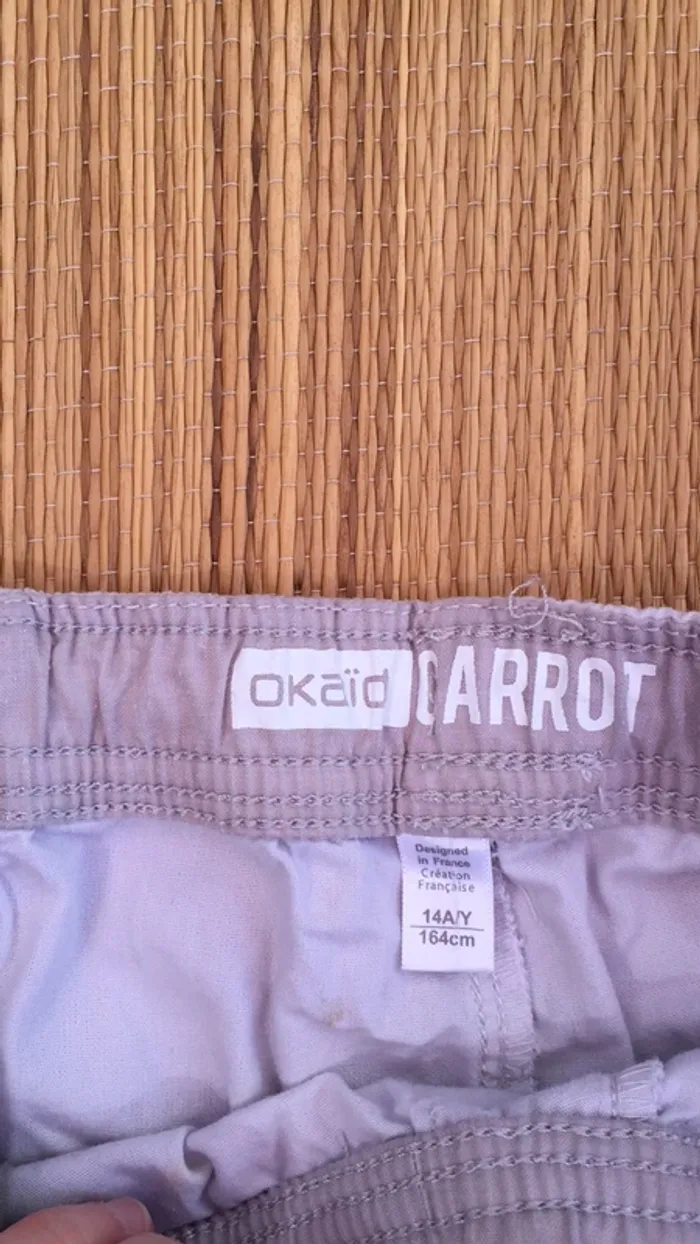 okaïd CARROT
Designed
in France
Création
Française
14A/Y
164cm